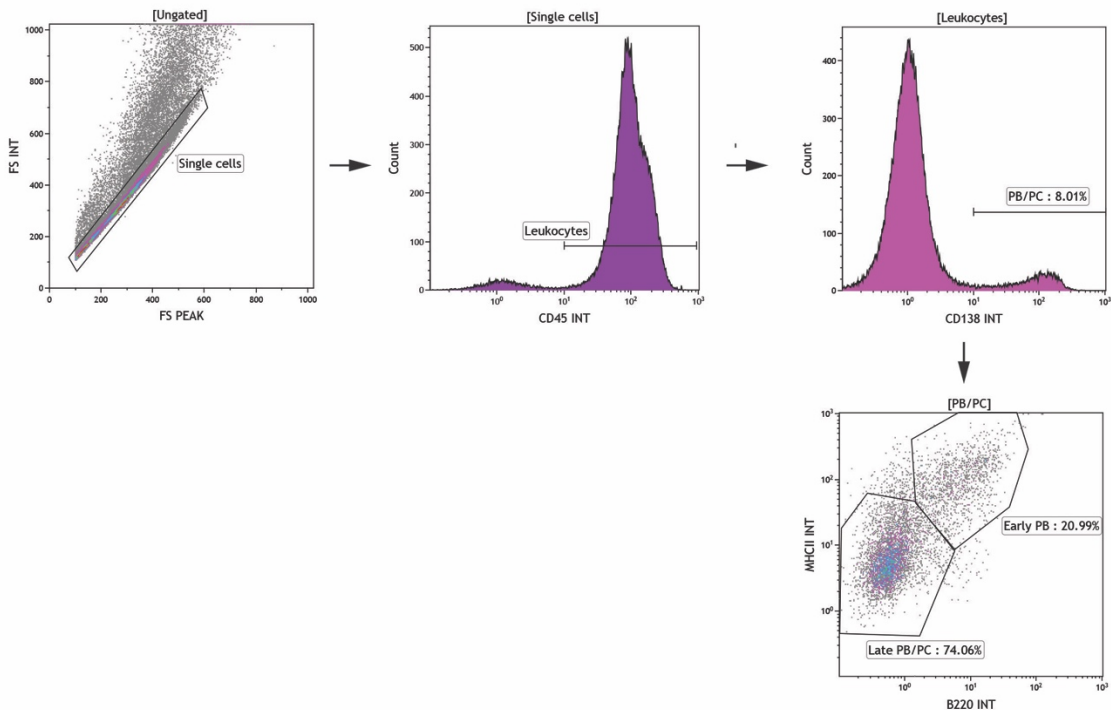 [Ungated]
1000
800
600
400
200
0
FS INT
Single cells
0
200
400
600
800
1000
FS PEAK
[Single cells]
500
400
300
200
100
0
Count
Leukocytes
10⁰
10¹
10²
10³
CD45 INT
[Leukocytes]
400
300
200
100
0
Count
PB/PC : 8.01%
10⁰
10¹
10²
10³
CD138 INT
[PB/PC]
10³
10²
10¹
10⁰
MHCII INT
Early PB : 20.99%
Late PB/PC : 74.06%
10⁰
10¹
10²
10³
B220 INT